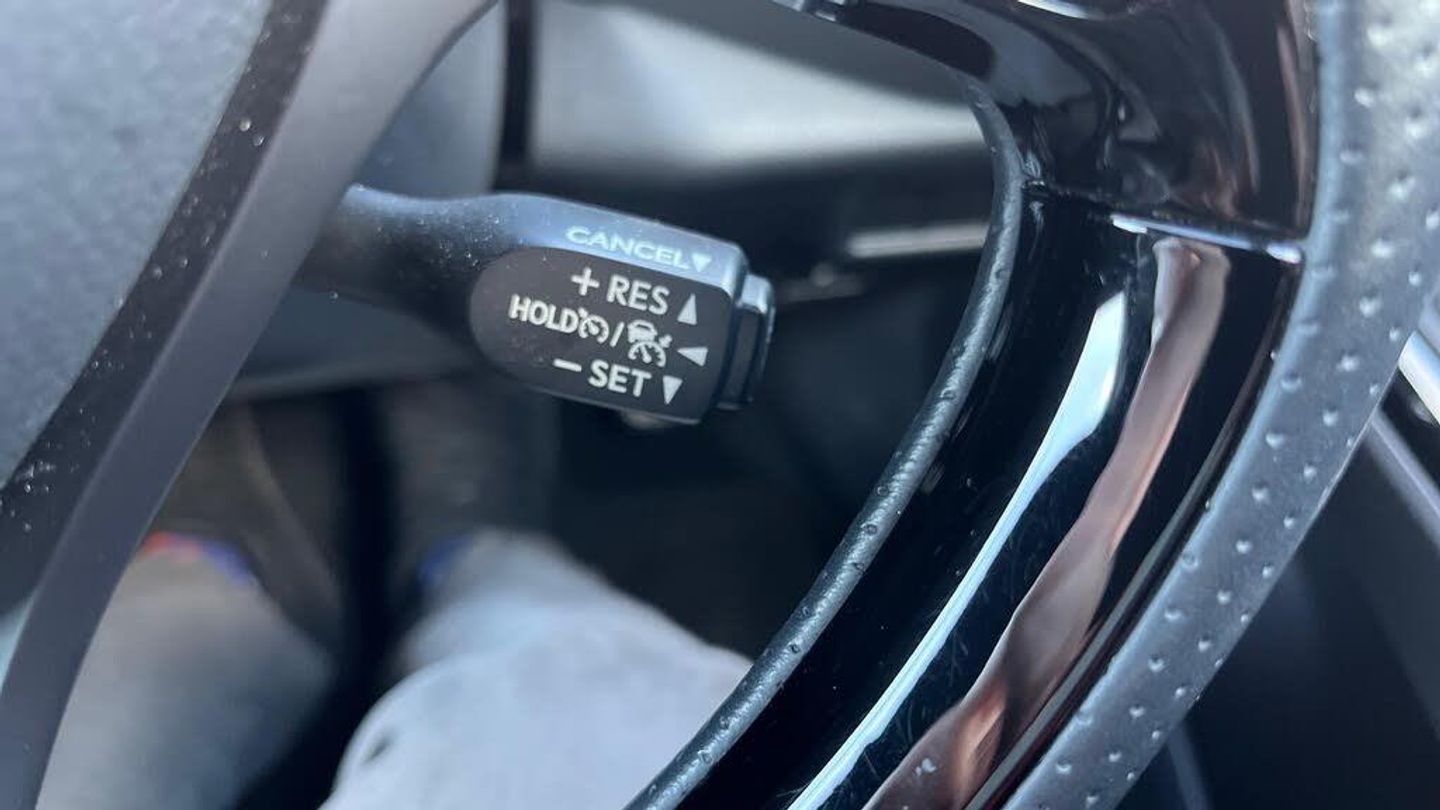 CANCEL▼
+ RES ▲
HOLD / ◀
− SET ▼